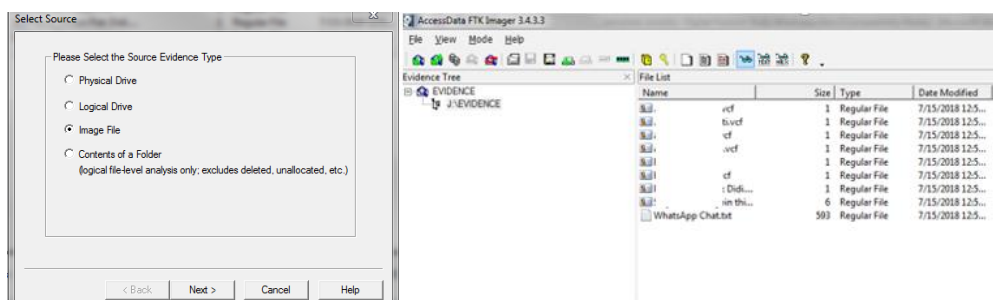 Select Source
Please Select the Source Evidence Type
Physical Drive
Logical Drive
Image File
Contents of a Folder
(logical file-level analysis only; excludes deleted, unallocated, etc.)
< Back
Next >
Cancel
Help
AccessData FTK Imager 3.4.3.3
File View Mode Help
Evidence Tree
EVIDENCE
J:\EVIDENCE
File List
Name Size Type Date Modified
vcf 1 Regular File 7/15/2018 12:5...
ti.vcf 1 Regular File 7/15/2018 12:5...
cf 1 Regular File 7/15/2018 12:5...
.vcf 1 Regular File 7/15/2018 12:5...
1 Regular File 7/15/2018 12:5...
cf 1 Regular File 7/15/2018 12:5...
: Didi.... 1 Regular File 7/15/2018 12:5...
in thi... 6 Regular File 7/15/2018 12:5...
WhatsApp Chat.txt 593 Regular File 7/15/2018 12:5...